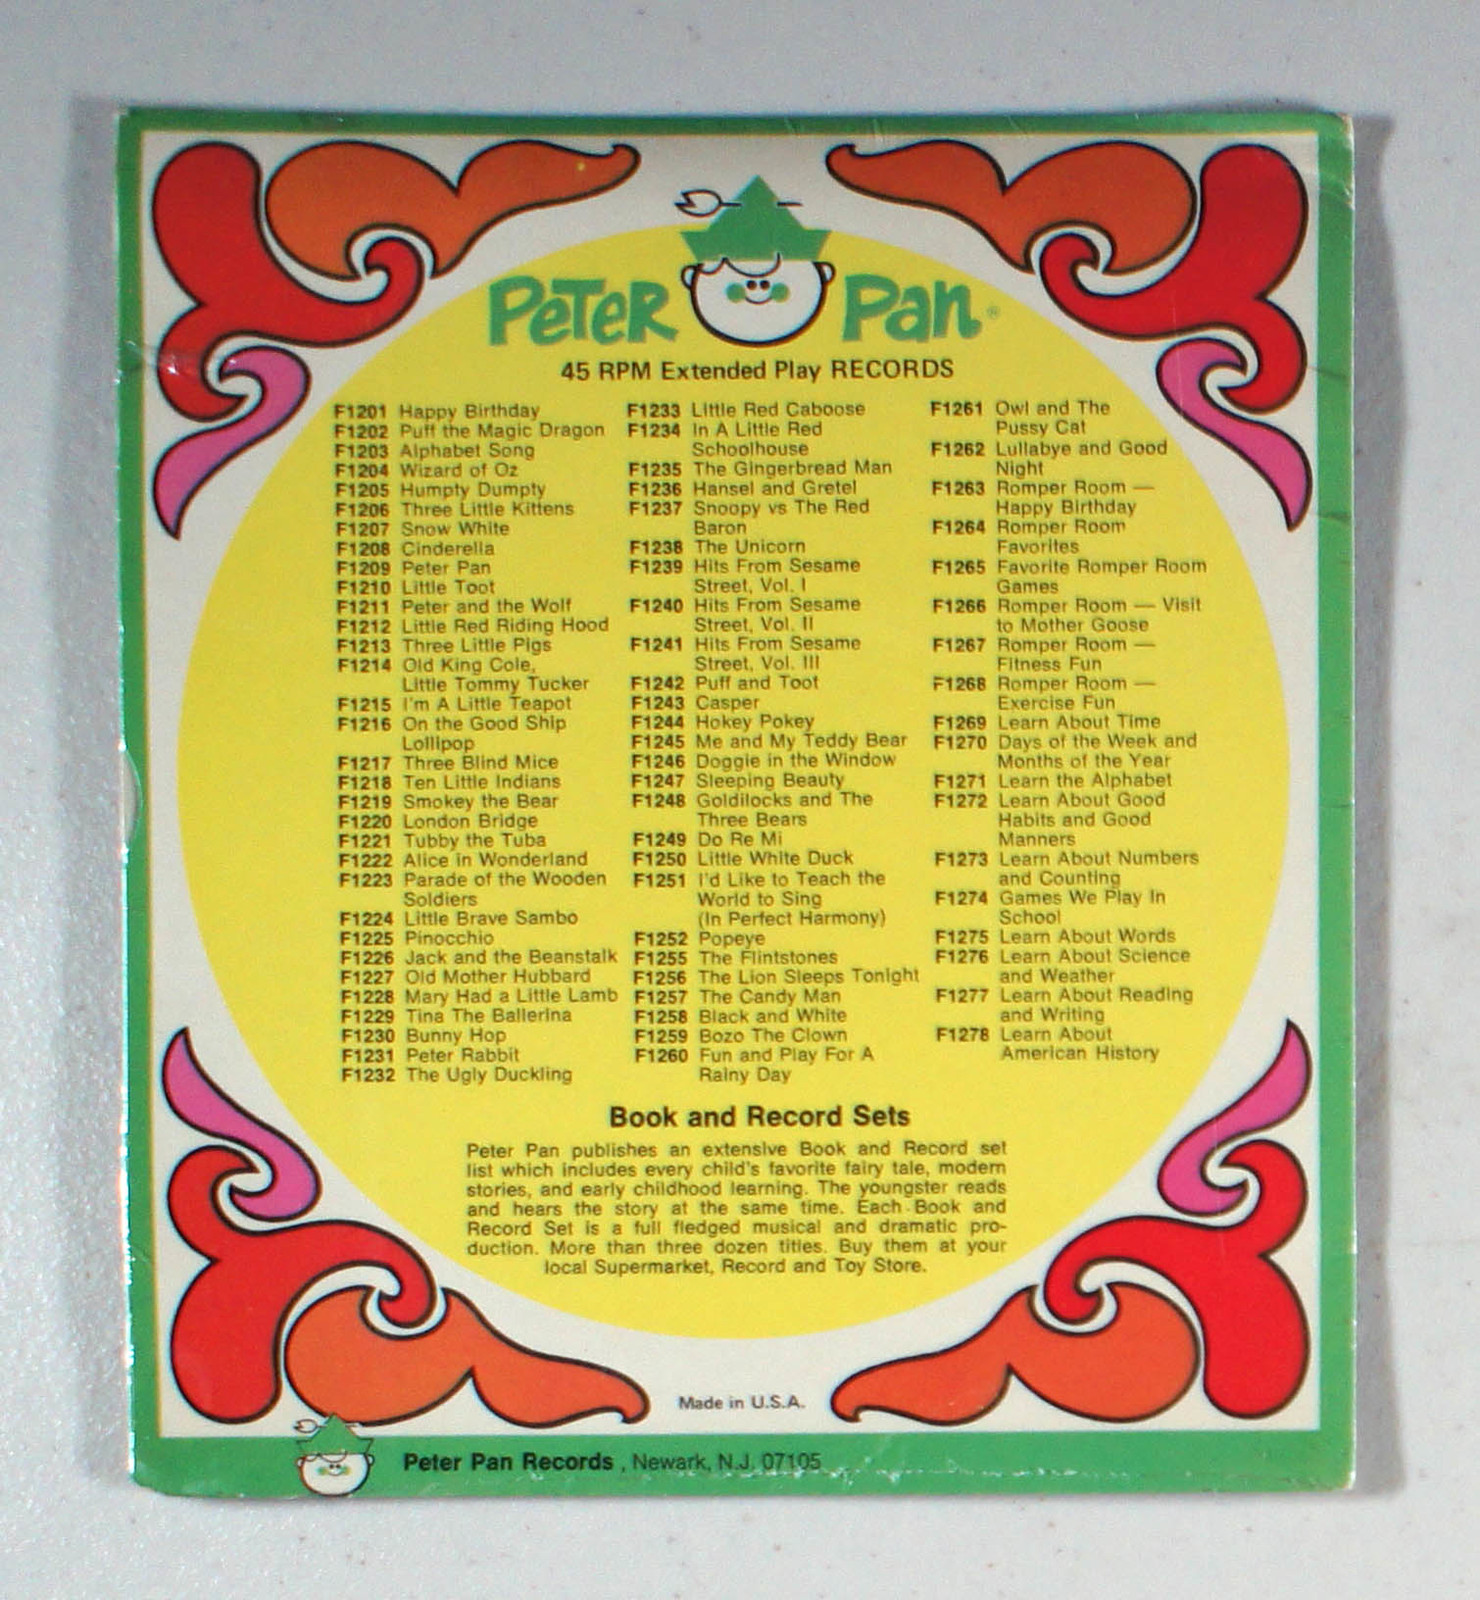 Peter Pan®
45 RPM Extended Play RECORDS
F1201 Happy Birthday
F1202 Puff the Magic Dragon
F1203 Alphabet Song
F1204 Wizard of Oz
F1205 Humpty Dumpty
F1206 Three Little Kittens
F1207 Snow White
F1208 Cinderella
F1209 Peter Pan
F1210 Little Toot
F1211 Peter and the Wolf
F1212 Little Red Riding Hood
F1213 Three Little Pigs
F1214 Old King Cole,
Little Tommy Tucker
F1215 I'm A Little Teapot
F1216 On the Good Ship
Lollipop
F1217 Three Blind Mice
F1218 Ten Little Indians
F1219 Smokey the Bear
F1220 London Bridge
F1221 Tubby the Tuba
F1222 Alice in Wonderland
F1223 Parade of the Wooden
Soldiers
F1224 Little Brave Sambo
F1225 Pinocchio
F1226 Jack and the Beanstalk
F1227 Old Mother Hubbard
F1228 Mary Had a Little Lamb
F1229 Tina The Ballerina
F1230 Bunny Hop
F1231 Peter Rabbit
F1232 The Ugly Duckling
F1233 Little Red Caboose
F1234 In A Little Red
Schoolhouse
F1235 The Gingerbread Man
F1236 Hansel and Gretel
F1237 Snoopy vs The Red
Baron
F1238 The Unicorn
F1239 Hits From Sesame
Street, Vol. I
F1240 Hits From Sesame
Street, Vol. II
F1241 Hits From Sesame
Street, Vol. III
F1242 Puff and Toot
F1243 Casper
F1244 Hokey Pokey
F1245 Me and My Teddy Bear
F1246 Doggie in the Window
F1247 Sleeping Beauty
F1248 Goldilocks and The
Three Bears
F1249 Do Re Mi
F1250 Little White Duck
F1251 I'd Like to Teach the
World to Sing
(In Perfect Harmony)
F1252 Popeye
F1255 The Flintstones
F1256 The Lion Sleeps Tonight
F1257 The Candy Man
F1258 Black and White
F1259 Bozo The Clown
F1260 Fun and Play For A
Rainy Day
F1261 Owl and The
Pussy Cat
F1262 Lullabye and Good
Night
F1263 Romper Room —
Happy Birthday
F1264 Romper Room
Favorites
F1265 Favorite Romper Room
Games
F1266 Romper Room — Visit
to Mother Goose
F1267 Romper Room —
Fitness Fun
F1268 Romper Room —
Exercise Fun
F1269 Learn About Time
F1270 Days of the Week and
Months of the Year
F1271 Learn the Alphabet
F1272 Learn About Good
Habits and Good
Manners
F1273 Learn About Numbers
and Counting
F1274 Games We Play In
School
F1275 Learn About Words
F1276 Learn About Science
and Weather
F1277 Learn About Reading
and Writing
F1278 Learn About
American History
Book and Record Sets
Peter Pan publishes an extensive Book and Record set
list which includes every child's favorite fairy tale, modern
stories, and early childhood learning. The youngster reads
and hears the story at the same time. Each Book and
Record Set is a full fledged musical and dramatic pro-
duction. More than three dozen titles. Buy them at your
local Supermarket, Record and Toy Store.
Made in U.S.A.
Peter Pan Records , Newark, N.J. 07105